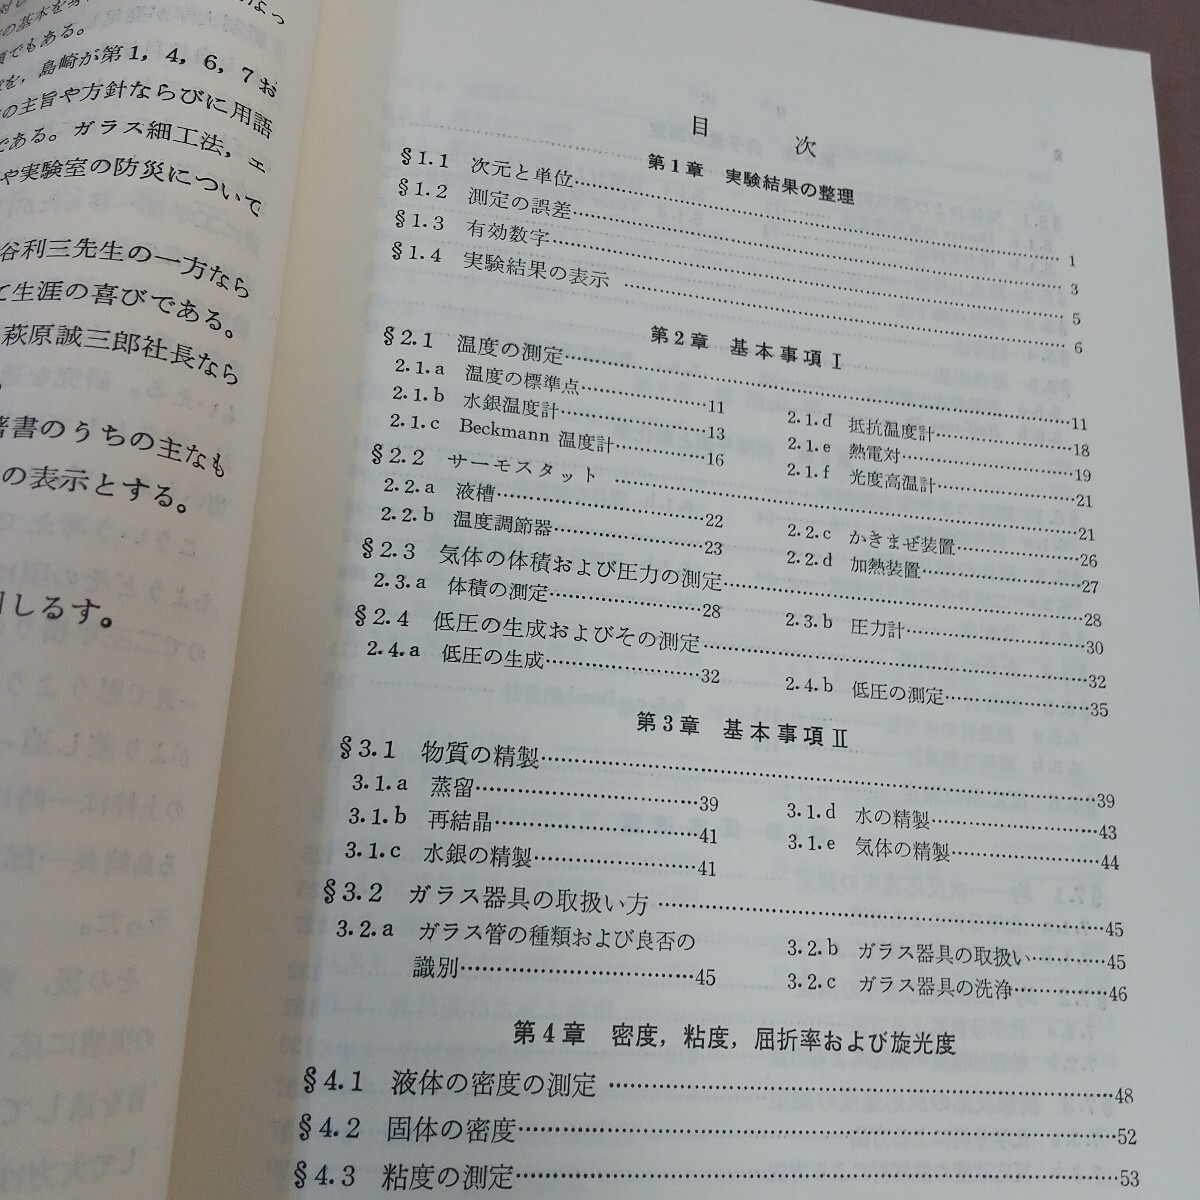 の基本を
項でもある。
を，島崎が第1，4，6，7お
の主旨や方針ならびに用語
である。ガラス細工法，エ
や実験室の防災について
谷利三先生の一方なら
て生涯の喜びである。
萩原誠三郎社長なら
著書のうちの主なも
の表示とする。
しるす。
目　次
第1章　実験結果の整理
§1.1　次元と単位……1
§1.2　測定の誤差……3
§1.3　有効数字……5
§1.4　実験結果の表示……6
第2章　基本事項 I
§2.1　温度の測定……11
2.1.a　温度の標準点……11
2.1.b　水銀温度計……13
2.1.c　Beckmann 温度計……16
2.1.d　抵抗温度計……18
2.1.e　熱電対……19
2.1.f　光度高温計……21
§2.2　サーモスタット……21
2.2.a　液槽……22
2.2.b　温度調節器……23
2.2.c　かきまぜ装置……26
2.2.d　加熱装置……27
§2.3　気体の体積および圧力の測定……28
2.3.a　体積の測定……28
2.3.b　圧力計……30
§2.4　低圧の生成およびその測定……32
2.4.a　低圧の生成……32
2.4.b　低圧の測定……35
第3章　基本事項 II
§3.1　物質の精製……39
3.1.a　蒸留……39
3.1.b　再結晶……41
3.1.c　水銀の精製……41
3.1.d　水の精製……43
3.1.e　気体の精製……44
§3.2　ガラス器具の取扱い方……45
3.2.a　ガラス管の種類および良否の
識別……45
3.2.b　ガラス器具の取扱い……45
3.2.c　ガラス器具の洗浄……46
第4章　密度，粘度，屈折率および旋光度
§4.1　液体の密度の測定……48
§4.2　固体の密度……52
§4.3　粘度の測定……53